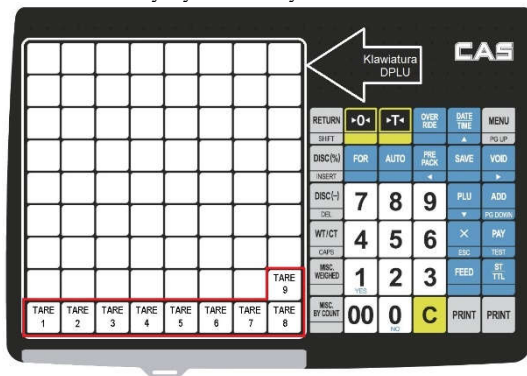 CAS
Klawiatura
DPLU
RETURN ►0◄ ►T◄ OVER RIDE DATE TIME MENU
SHIFT ▲ PG UP
DISC(%) FOR AUTO PRE PACK SAVE VOID
INSERT ◄ ►
DISC(–) 7 8 9 PLU ADD
DEL ▼ PG DOWN
WT/CT 4 5 6 × PAY
CAPS ESC TEST
MISC. WEIGHED 1 2 3 FEED ST TTL
YES
MISC. BY COUNT 00 0 C PRINT PRINT
NO
TARE
9
TARE TARE TARE TARE TARE TARE TARE TARE
1 2 3 4 5 6 7 8